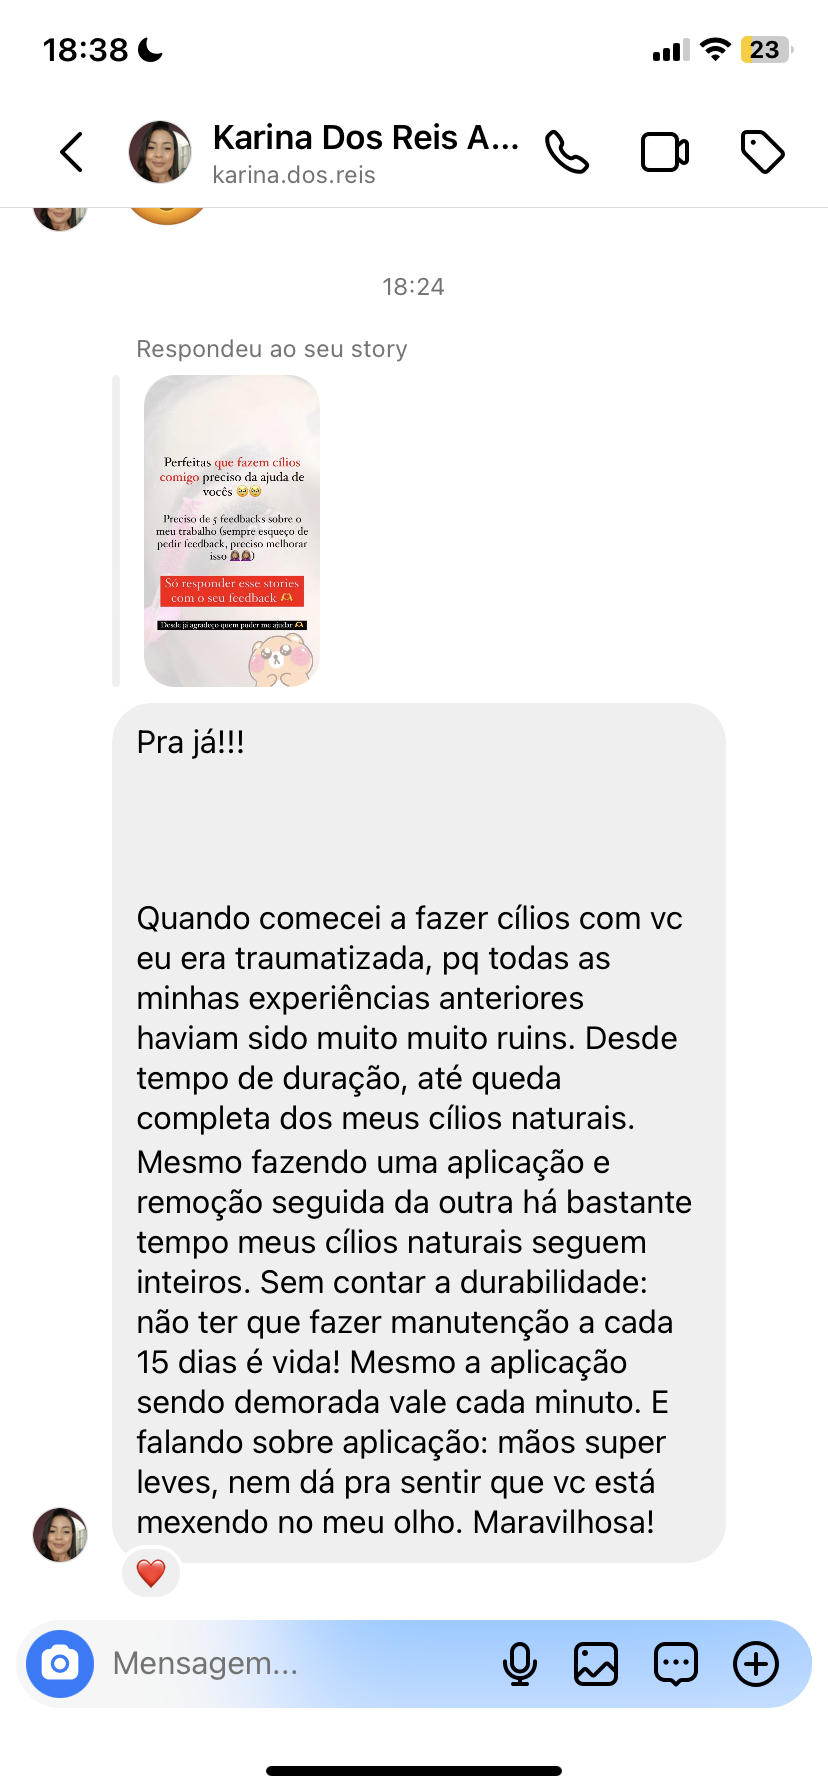 18:38
23
Karina Dos Reis A...
karina.dos.reis
18:24
Respondeu ao seu story
Perfeitas que fazem cílios
comigo preciso da ajuda de
vocês 🥹🥹
Preciso de 5 feedbacks sobre o
meu trabalho (sempre esqueço de
pedir feedback, preciso melhorar
isso 🤦🏽‍♀️🤦🏽‍♀️)
Só responder esse stories
com o seu feedback 🫶
Desde já agradeço quem puder me ajudar 🫶
Pra já!!!
Quando comecei a fazer cílios com vc
eu era traumatizada, pq todas as
minhas experiências anteriores
haviam sido muito muito ruins. Desde
tempo de duração, até queda
completa dos meus cílios naturais.
Mesmo fazendo uma aplicação e
remoção seguida da outra há bastante
tempo meus cílios naturais seguem
inteiros. Sem contar a durabilidade:
não ter que fazer manutenção a cada
15 dias é vida! Mesmo a aplicação
sendo demorada vale cada minuto. E
falando sobre aplicação: mãos super
leves, nem dá pra sentir que vc está
mexendo no meu olho. Maravilhosa!
❤️
Mensagem...